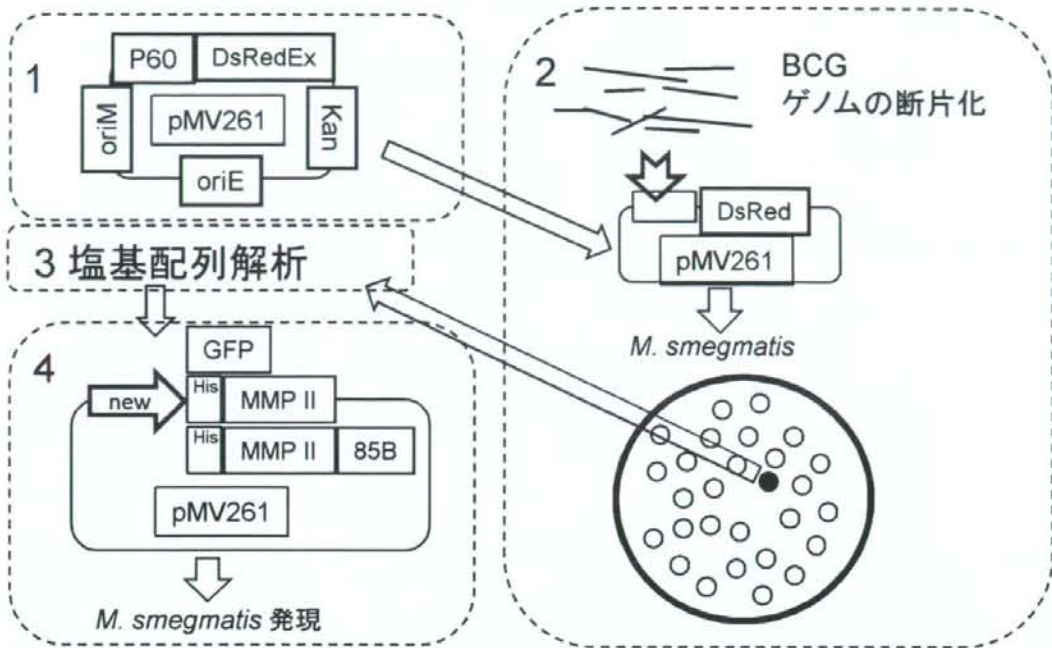 1
P60 DsRedEx
oriM
pMV261
Kan
oriE
2
BCG
ゲノムの断片化
DsRed
pMV261
M. smegmatis
3 塩基配列解析
4
GFP
new
His MMP II
His MMP II 85B
pMV261
M. smegmatis 発現